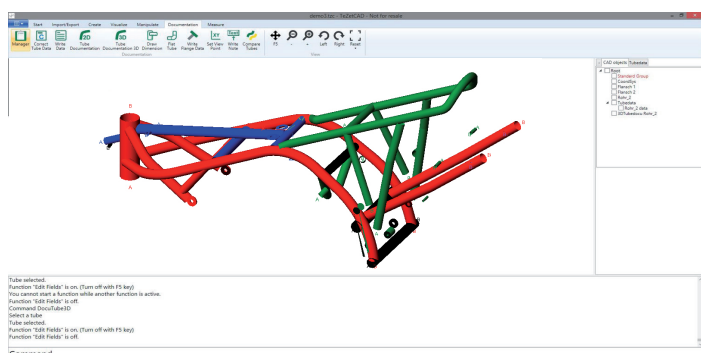 demo3.tec - TeZetCAD - Not for resale
Start Import/Export Create Visualize Manipulate Documentation Measure
Manager Correct Tube Data Write Data Tube Documentation Tube Documentation 3D Draw Dimension Flat Tube Write Flange Data Set View Point Write Note Compare Tubes F5 - + Left Right Reset
Documentation View
CAD objects Tubedata
Root
Standard Group
CoordSys
Flansch 1
Flansch 2
Rohr_2
Tubedata
Rohr_2 data
3DTubedocu Rohr_2
B
A
A
B
B
A
A
Tube selected.
Function "Edit Fields" is on. (Turn off with F5 key)
You cannot start a function while another function is active.
Function "Edit Fields" is off.
Command DocuTube3D
Select a tube
Tube selected.
Function "Edit Fields" is on. (Turn off with F5 key)
Function "Edit Fields" is off.
Command